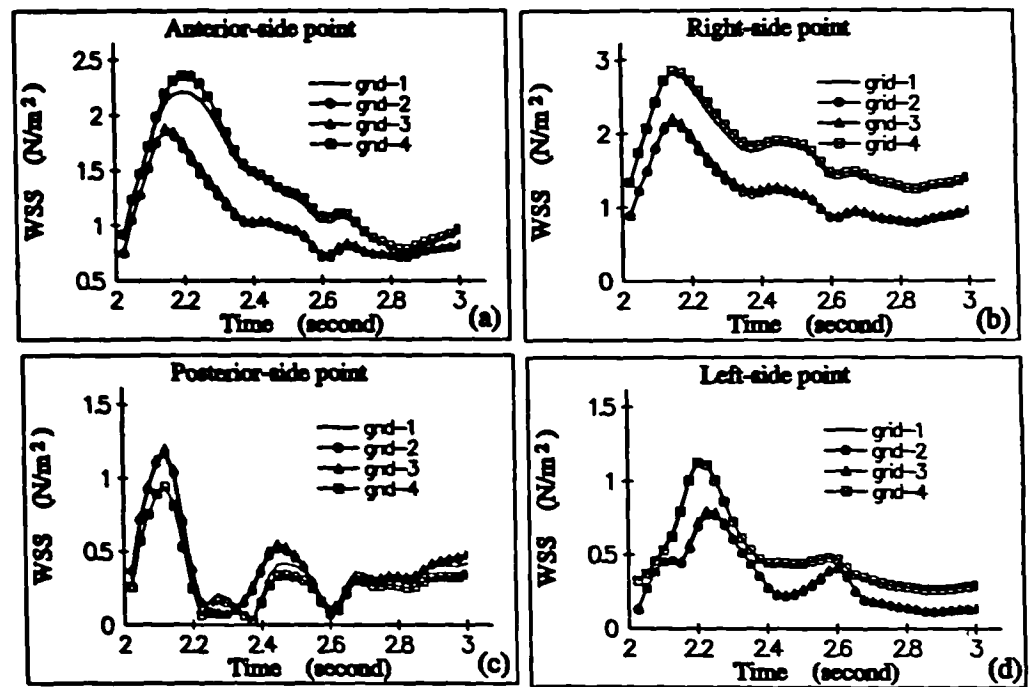 Anterior-side point
WSS (N/m²)
2.5
2
1.5
1
0.5
grid-1
grid-2
grid-3
grid-4
2 2.2 2.4 2.6 2.8 3
Time (second)
(a)
Right-side point
WSS (N/m²)
3
2
1
0
grid-1
grid-2
grid-3
grid-4
2 2.2 2.4 2.6 2.8 3
Time (second)
(b)
Posterior-side point
WSS (N/m²)
1.5
1
0.5
0
grid-1
grid-2
grid-3
grid-4
2 2.2 2.4 2.6 2.8 3
Time (second)
(c)
Left-side point
WSS (N/m²)
1.5
1
0.5
0
grid-1
grid-2
grid-3
grid-4
2 2.2 2.4 2.6 2.8 3
Time (second)
(d)